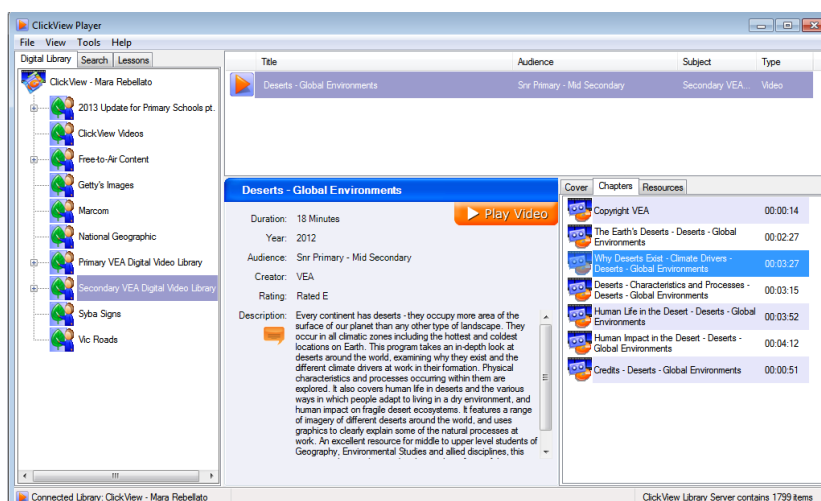 ClickView Player
File View Tools Help
Digital Library Search Lessons
ClickView - Mara Rebellato
2013 Update for Primary Schools pt.
ClickView Videos
Free-to-Air Content
Getty's Images
Marcom
National Geographic
Primary VEA Digital Video Library
Secondary VEA Digital Video Library
Syba Signs
Vic Roads
Title Audience Subject Type
Deserts - Global Environments Snr Primary - Mid Secondary Secondary VEA... Video
Deserts - Global Environments
Play Video
Duration: 18 Minutes
Year: 2012
Audience: Snr Primary - Mid Secondary
Creator: VEA
Rating: Rated E
Description: Every continent has deserts - they occupy more area of the
surface of our planet than any other type of landscape. They
occur in all climatic zones including the hottest and coldest
locations on Earth. This program takes an in-depth look at
deserts around the world, examining why they exist and the
different climate drivers at work in their formation. Physical
characteristics and processes occurring within them are
explored. It also covers human life in deserts and the various
ways in which people adapt to living in a dry environment, and
human impact on fragile desert ecosystems. It features a range
of imagery of different deserts around the world, and uses
graphics to clearly explain some of the natural processes at
work. An excellent resource for middle to upper level students of
Geography, Environmental Studies and allied disciplines, this
Cover Chapters Resources
Copyright VEA 00:00:14
The Earth's Deserts - Deserts - Global
Environments 00:02:27
Why Deserts Exist - Climate Drivers -
Deserts - Global Environments 00:03:27
Deserts - Characteristics and Processes -
Deserts - Global Environments 00:03:15
Human Life in the Desert - Deserts - Global
Environments 00:03:52
Human Impact in the Desert - Deserts -
Global Environments 00:04:12
Credits - Deserts - Global Environments 00:00:51
Connected Library: ClickView - Mara Rebellato
ClickView Library Server contains 1799 items